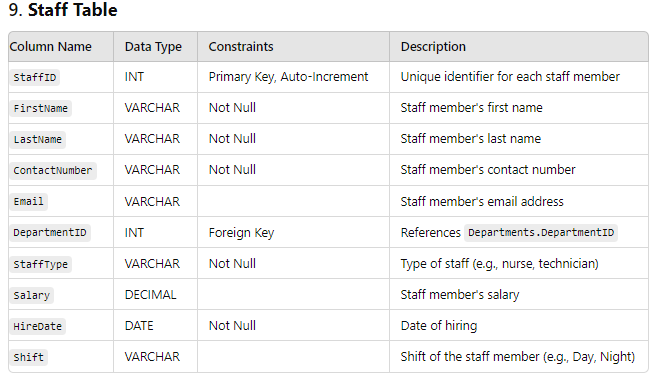 9. Staff Table
Column Name Data Type Constraints Description
StaffID INT Primary Key, Auto-Increment Unique identifier for each staff member
FirstName VARCHAR Not Null Staff member's first name
LastName VARCHAR Not Null Staff member's last name
ContactNumber VARCHAR Not Null Staff member's contact number
Email VARCHAR Staff member's email address
DepartmentID INT Foreign Key References Departments.DepartmentID
StaffType VARCHAR Not Null Type of staff (e.g., nurse, technician)
Salary DECIMAL Staff member's salary
HireDate DATE Not Null Date of hiring
Shift VARCHAR Shift of the staff member (e.g., Day, Night)